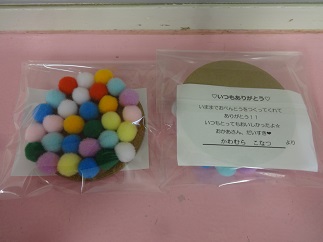 ♡いつもありがとう♡
いままでおべんとうをつくってくれて
ありがとう！！
いつもとってもおいしかったよ☆
おかあさん、だいすき♥
かわむら こなつ より